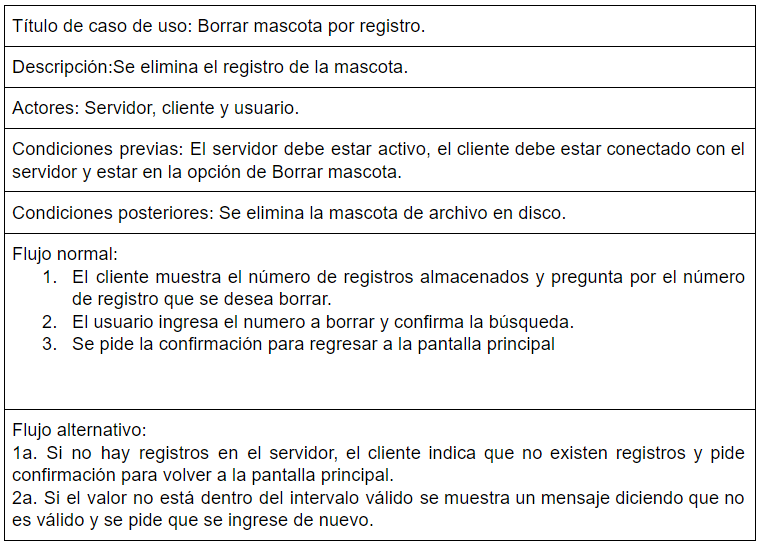 Título de caso de uso: Borrar mascota por registro.
Descripción:Se elimina el registro de la mascota.
Actores: Servidor, cliente y usuario.
Condiciones previas: El servidor debe estar activo, el cliente debe estar conectado con el
servidor y estar en la opción de Borrar mascota.
Condiciones posteriores: Se elimina la mascota de archivo en disco.
Flujo normal:
1. El cliente muestra el número de registros almacenados y pregunta por el número
de registro que se desea borrar.
2. El usuario ingresa el numero a borrar y confirma la búsqueda.
3. Se pide la confirmación para regresar a la pantalla principal
Flujo alternativo:
1a. Si no hay registros en el servidor, el cliente indica que no existen registros y pide
confirmación para volver a la pantalla principal.
2a. Si el valor no está dentro del intervalo válido se muestra un mensaje diciendo que no
es válido y se pide que se ingrese de nuevo.